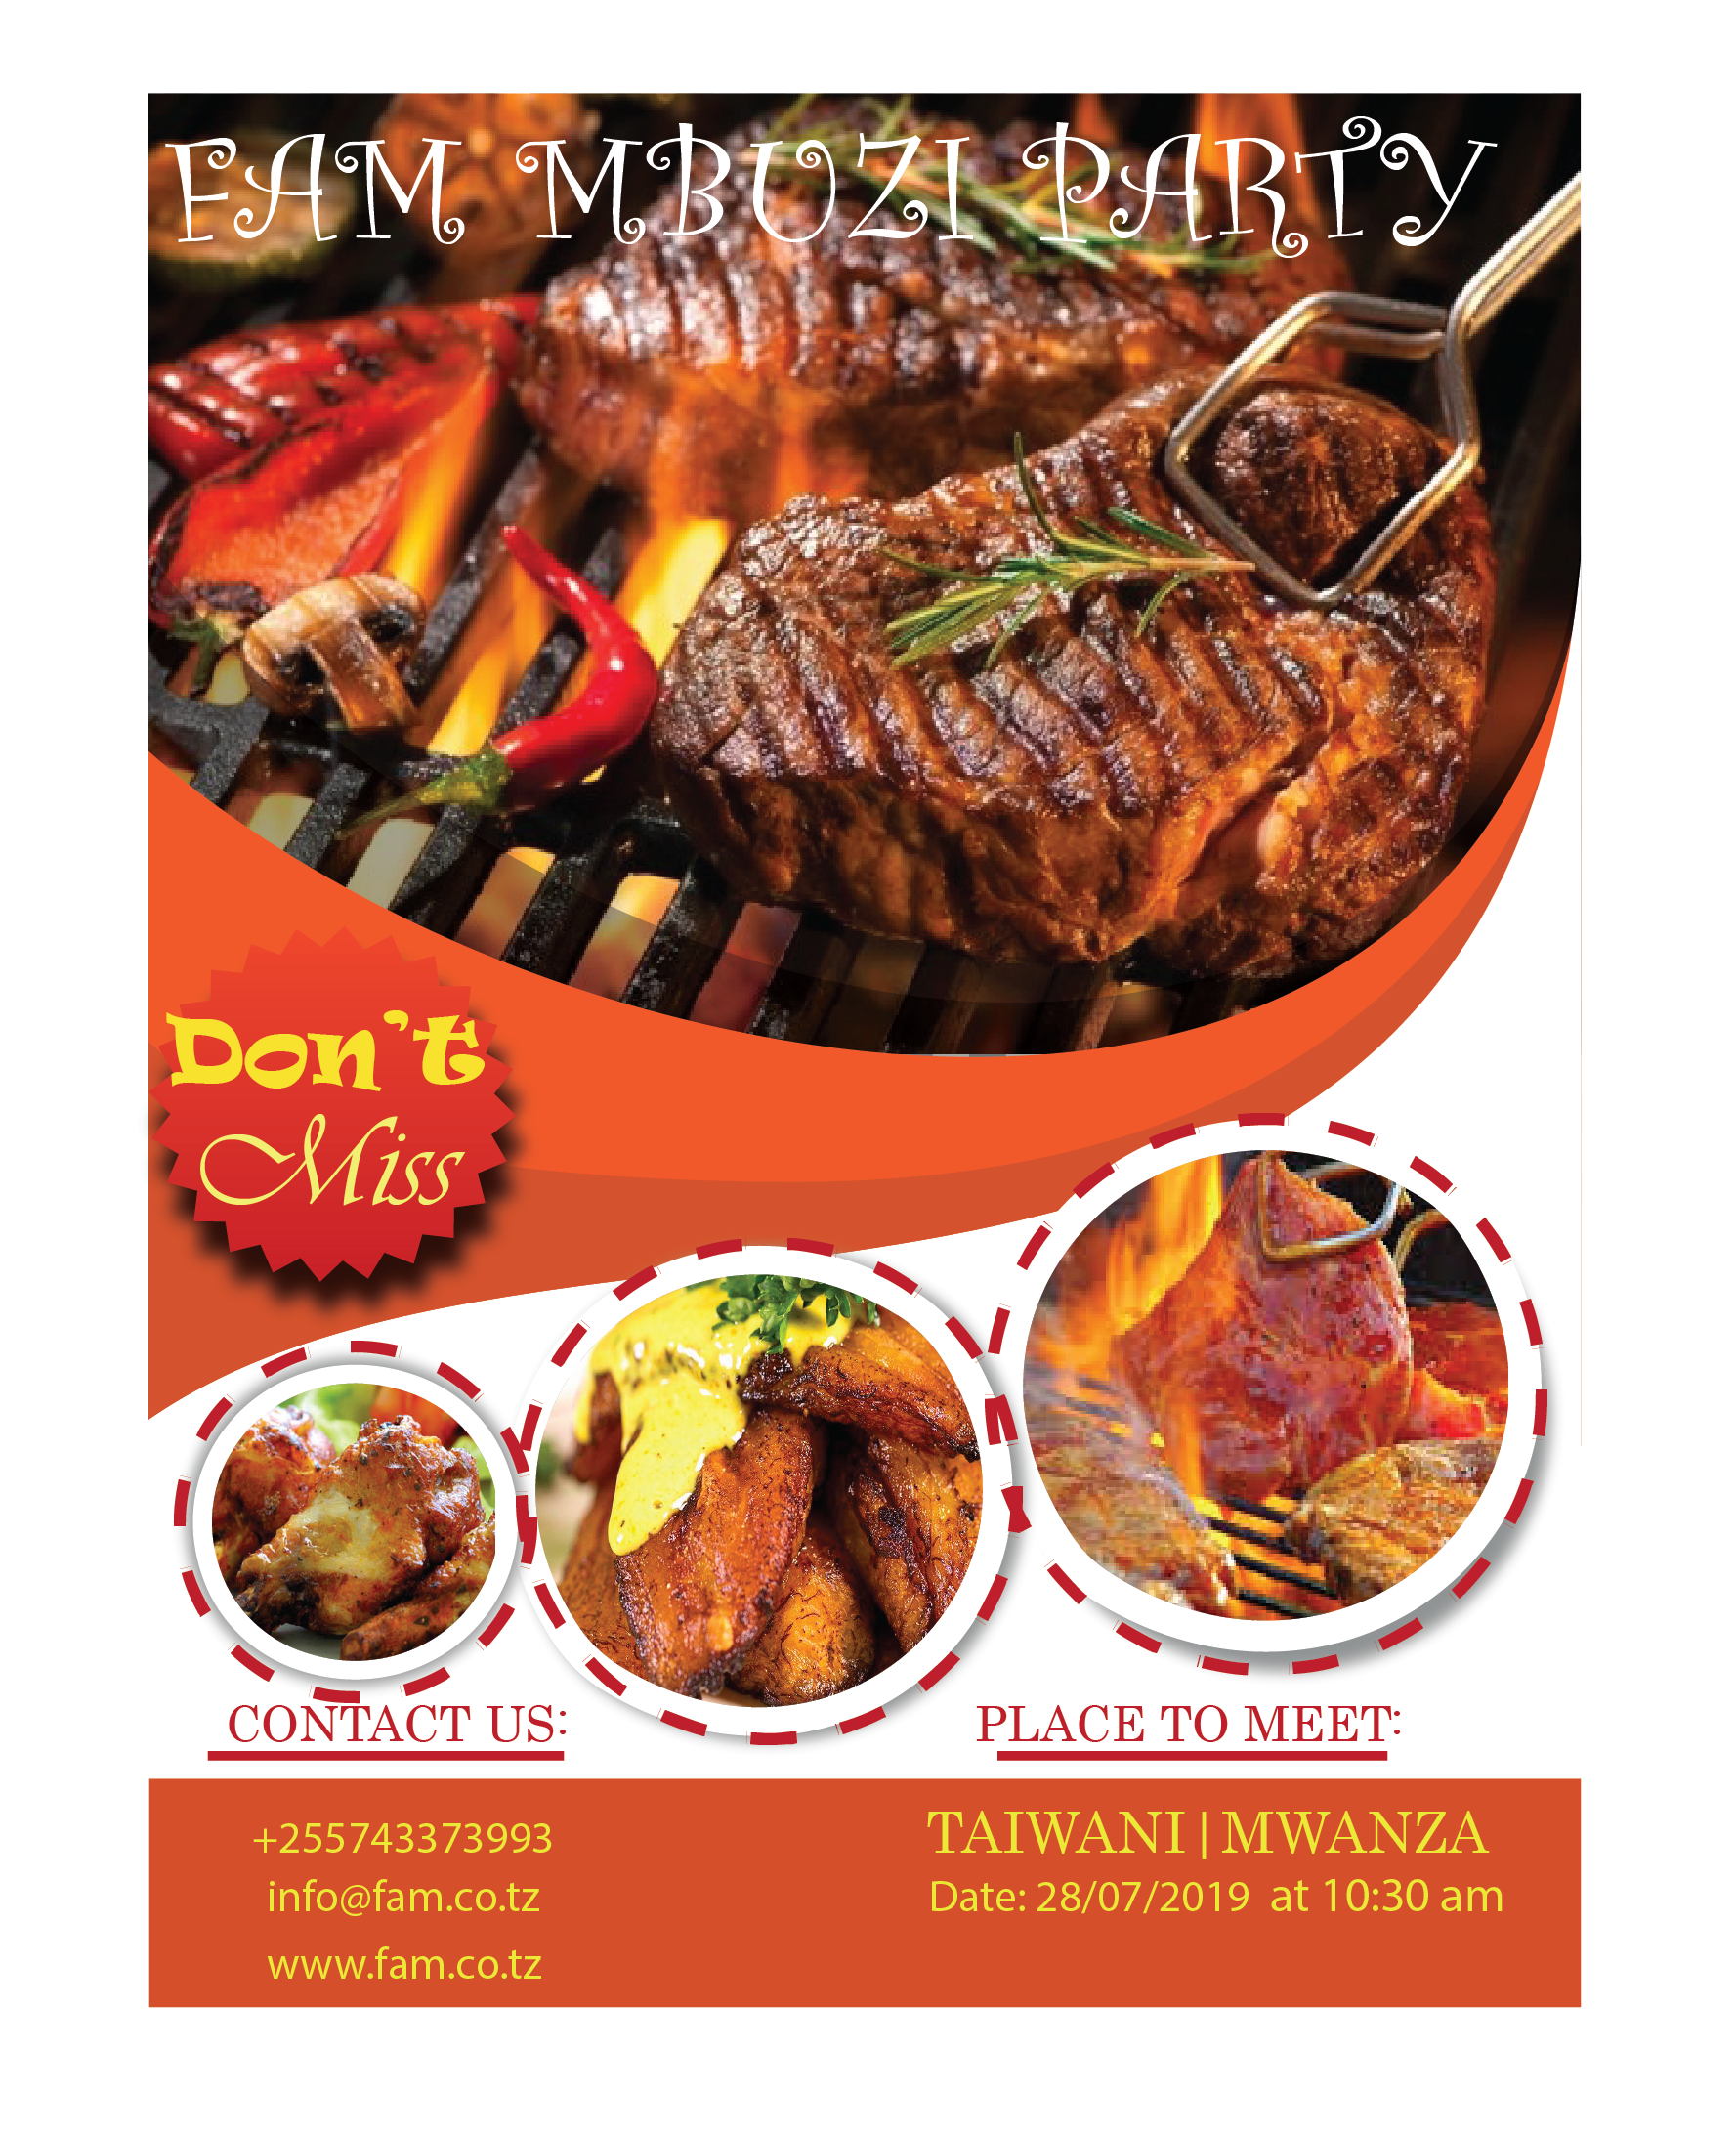 FAM MBUZI PARTY
Don't
Miss
CONTACT US:
+255743373993
info@fam.co.tz
www.fam.co.tz
PLACE TO MEET:
TAIWANI | MWANZA
Date: 28/07/2019 at 10:30 am